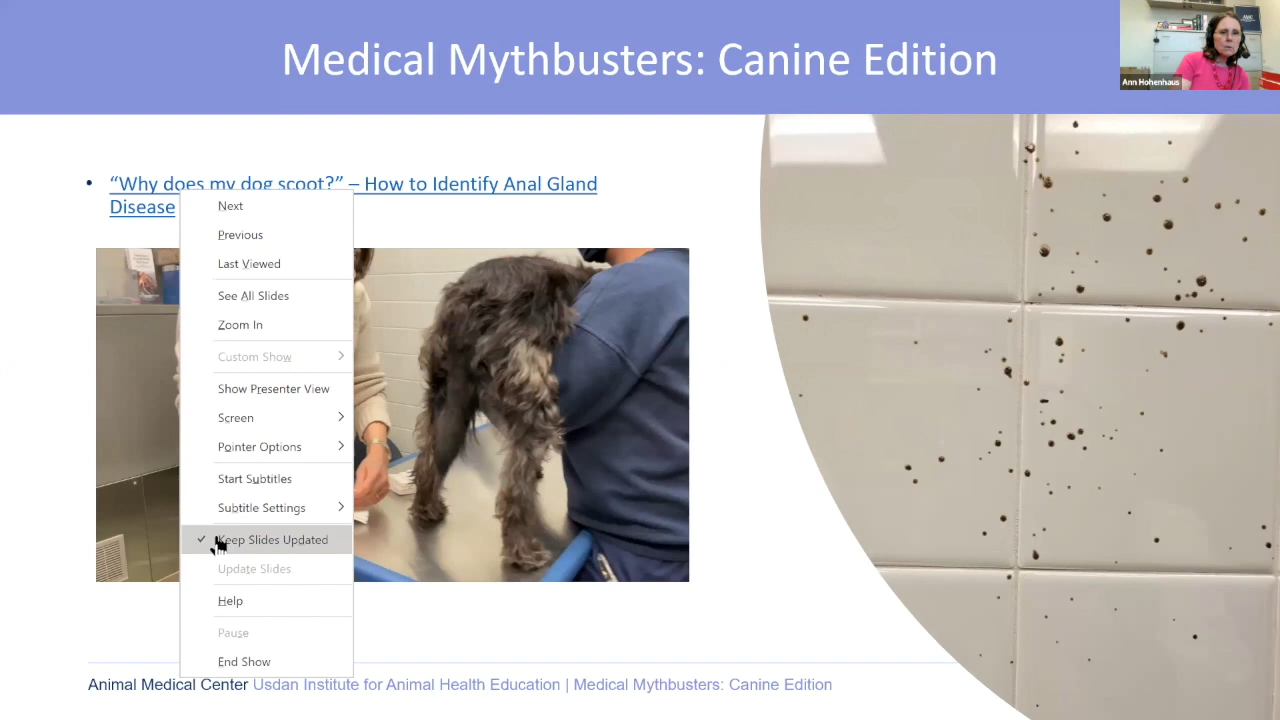 Medical Mythbusters: Canine Edition
Ann Hohenhaus
• “Why does my dog scoot?” – How to Identify Anal Gland
Disease
Next
Previous
Last Viewed
See All Slides
Zoom In
Custom Show
Show Presenter View
Screen
Pointer Options
Start Subtitles
Subtitle Settings
Keep Slides Updated
Update Slides
Help
Pause
End Show
Animal Medical Center Usdan Institute for Animal Health Education | Medical Mythbusters: Canine Edition